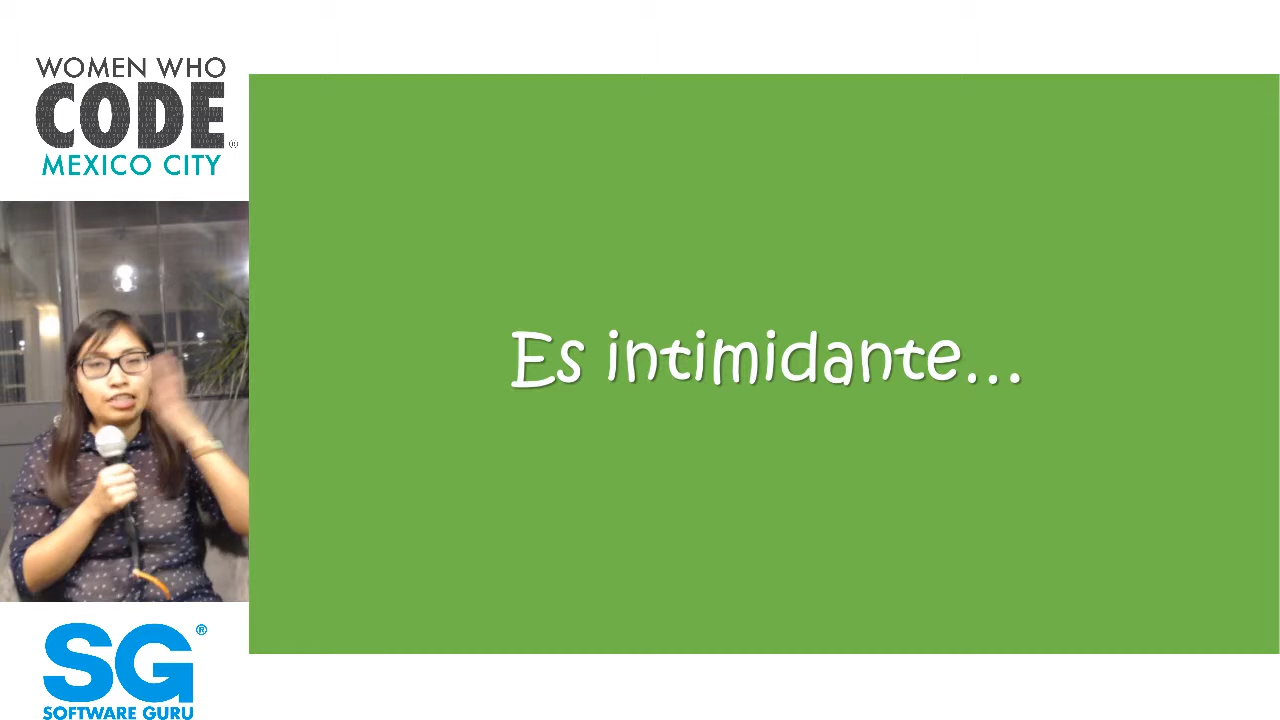 WOMEN WHO
CODE®
MEXICO CITY
Es intimidante...
SG®
SOFTWARE GURU